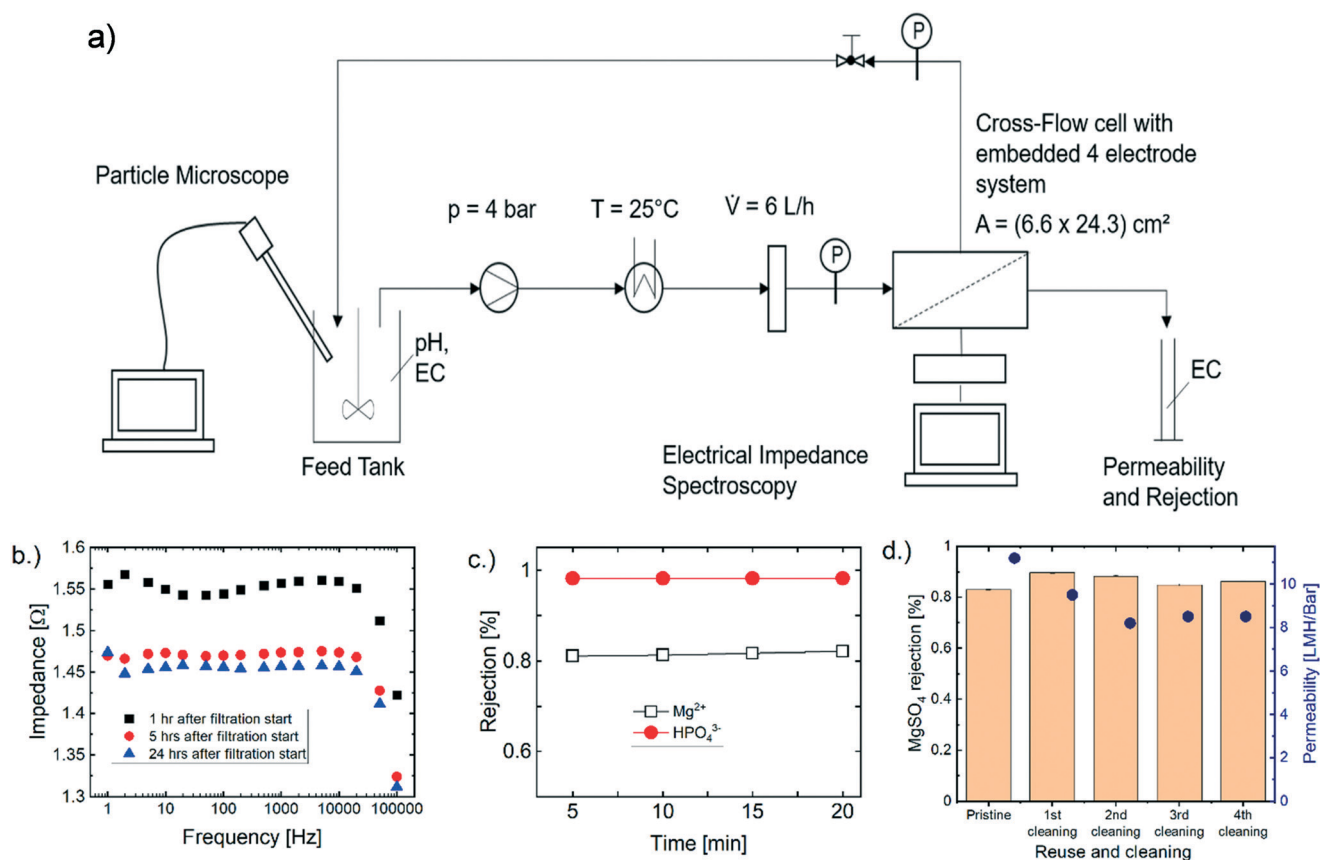 a)
P
Cross-Flow cell with
embedded 4 electrode
system
A = (6.6 x 24.3) cm²
Particle Microscope
p = 4 bar
T = 25°C
V̇ = 6 L/h
P
pH,
EC
EC
Feed Tank
Electrical Impedance
Spectroscopy
Permeability
and Rejection
b.)
1.6
1.55
1.5
1.45
1.4
1.35
1.3
Impedance [Ω]
1 hr after filtration start
5 hrs after filtration start
24 hrs after filtration start
1 10 100 1000 10000 100000
Frequency [Hz]
c.)
1
0.8
0.6
Rejection [%]
Mg²⁺
HPO₄³⁻
5 10 15 20
Time [min]
d.)
1
0.8
0.6
0.4
0.2
0
MgSO₄ rejection [%]
10
8
6
4
2
0
Permeability [LMH/Bar]
Pristine 1st 2nd 3rd 4th
cleaning cleaning cleaning cleaning
Reuse and cleaning